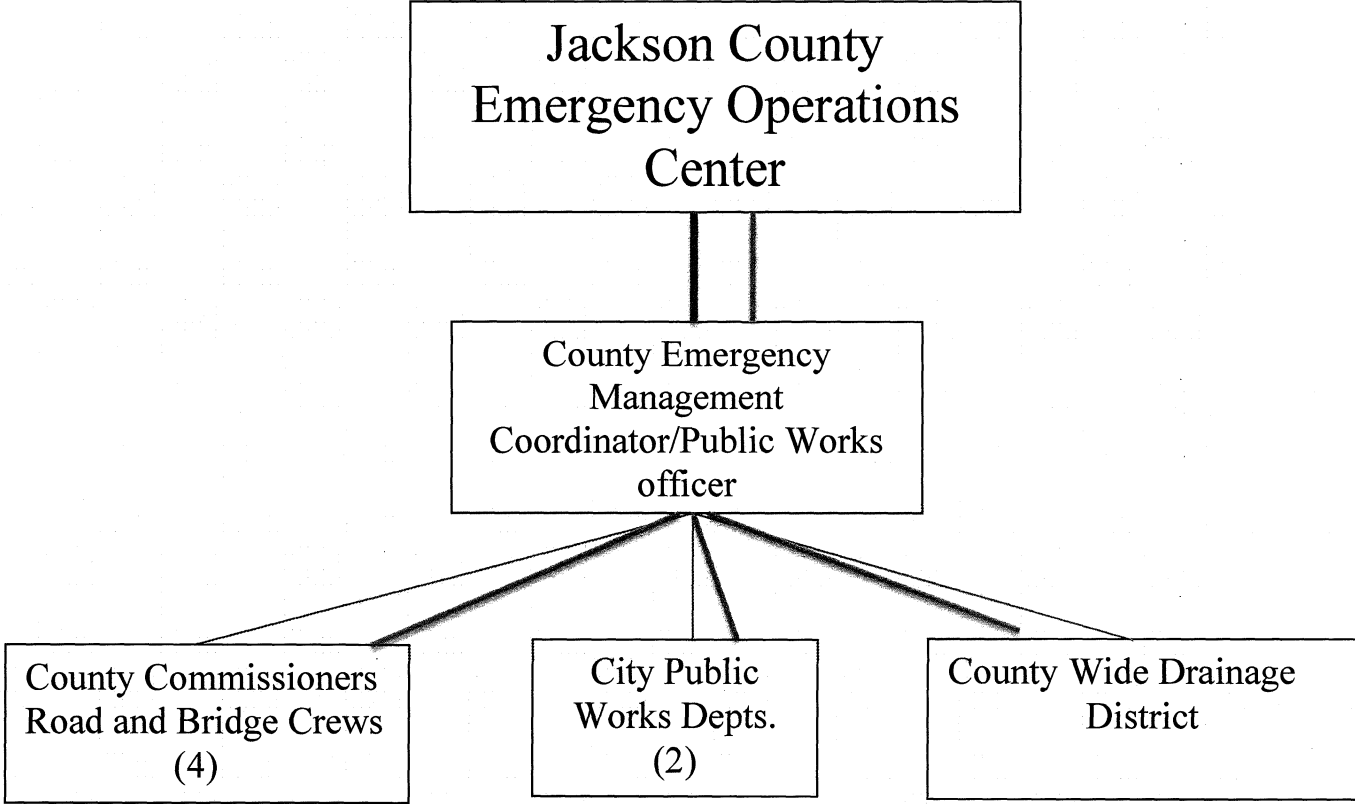 Jackson County
Emergency Operations
Center
County Emergency
Management
Coordinator/Public Works
officer
County Commissioners
Road and Bridge Crews
(4)
City Public
Works Depts.
(2)
County Wide Drainage
District